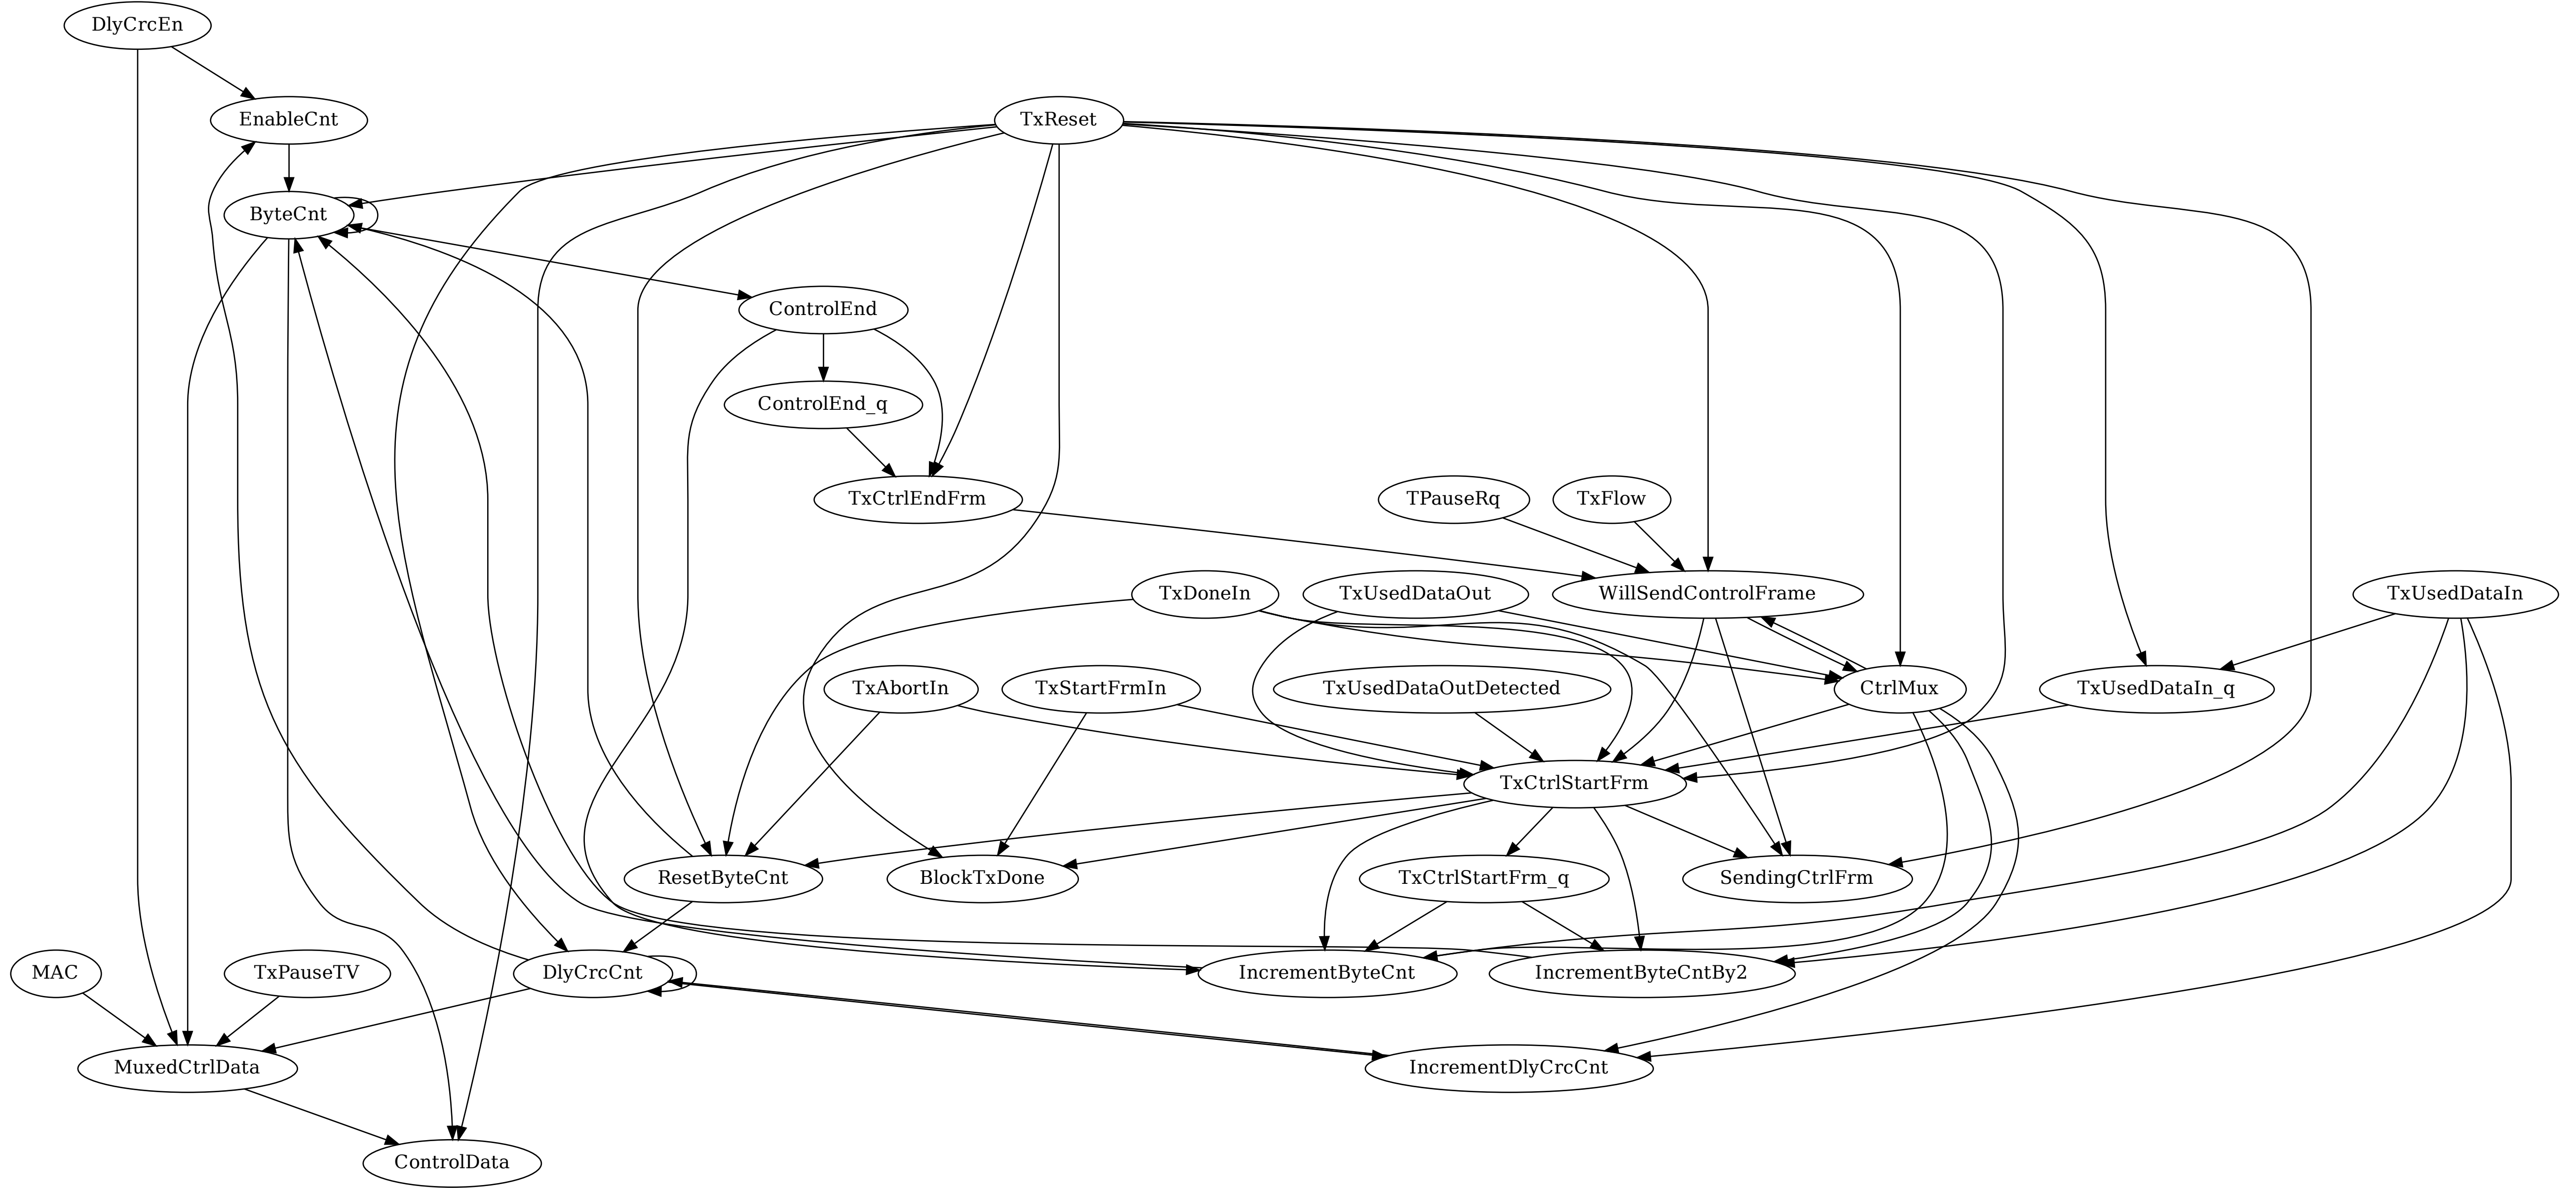 DlyCrcEn
EnableCnt
TxReset
ByteCnt
ControlEnd
ControlEnd_q
TxCtrlEndFrm
TPauseRq
TxFlow
TxDoneIn
TxUsedDataOut
WillSendControlFrame
TxUsedDataIn
TxAbortIn
TxStartFrmIn
TxUsedDataOutDetected
CtrlMux
TxUsedDataIn_q
TxCtrlStartFrm
ResetByteCnt
BlockTxDone
TxCtrlStartFrm_q
SendingCtrlFrm
MAC
TxPauseTV
DlyCrcCnt
IncrementByteCnt
IncrementByteCntBy2
MuxedCtrlData
IncrementDlyCrcCnt
ControlData